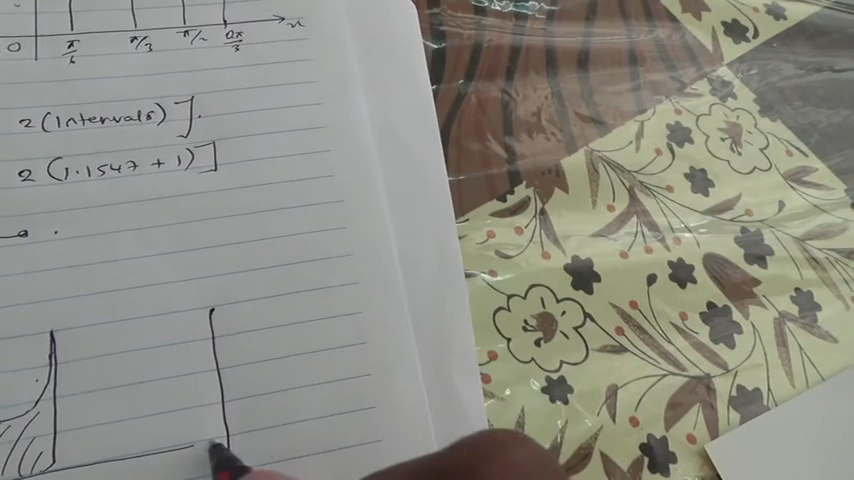 0 π/6 π/3 π/2 2π/3 x
2 (Intervals) ].
2 (1.1547 + 1) ]